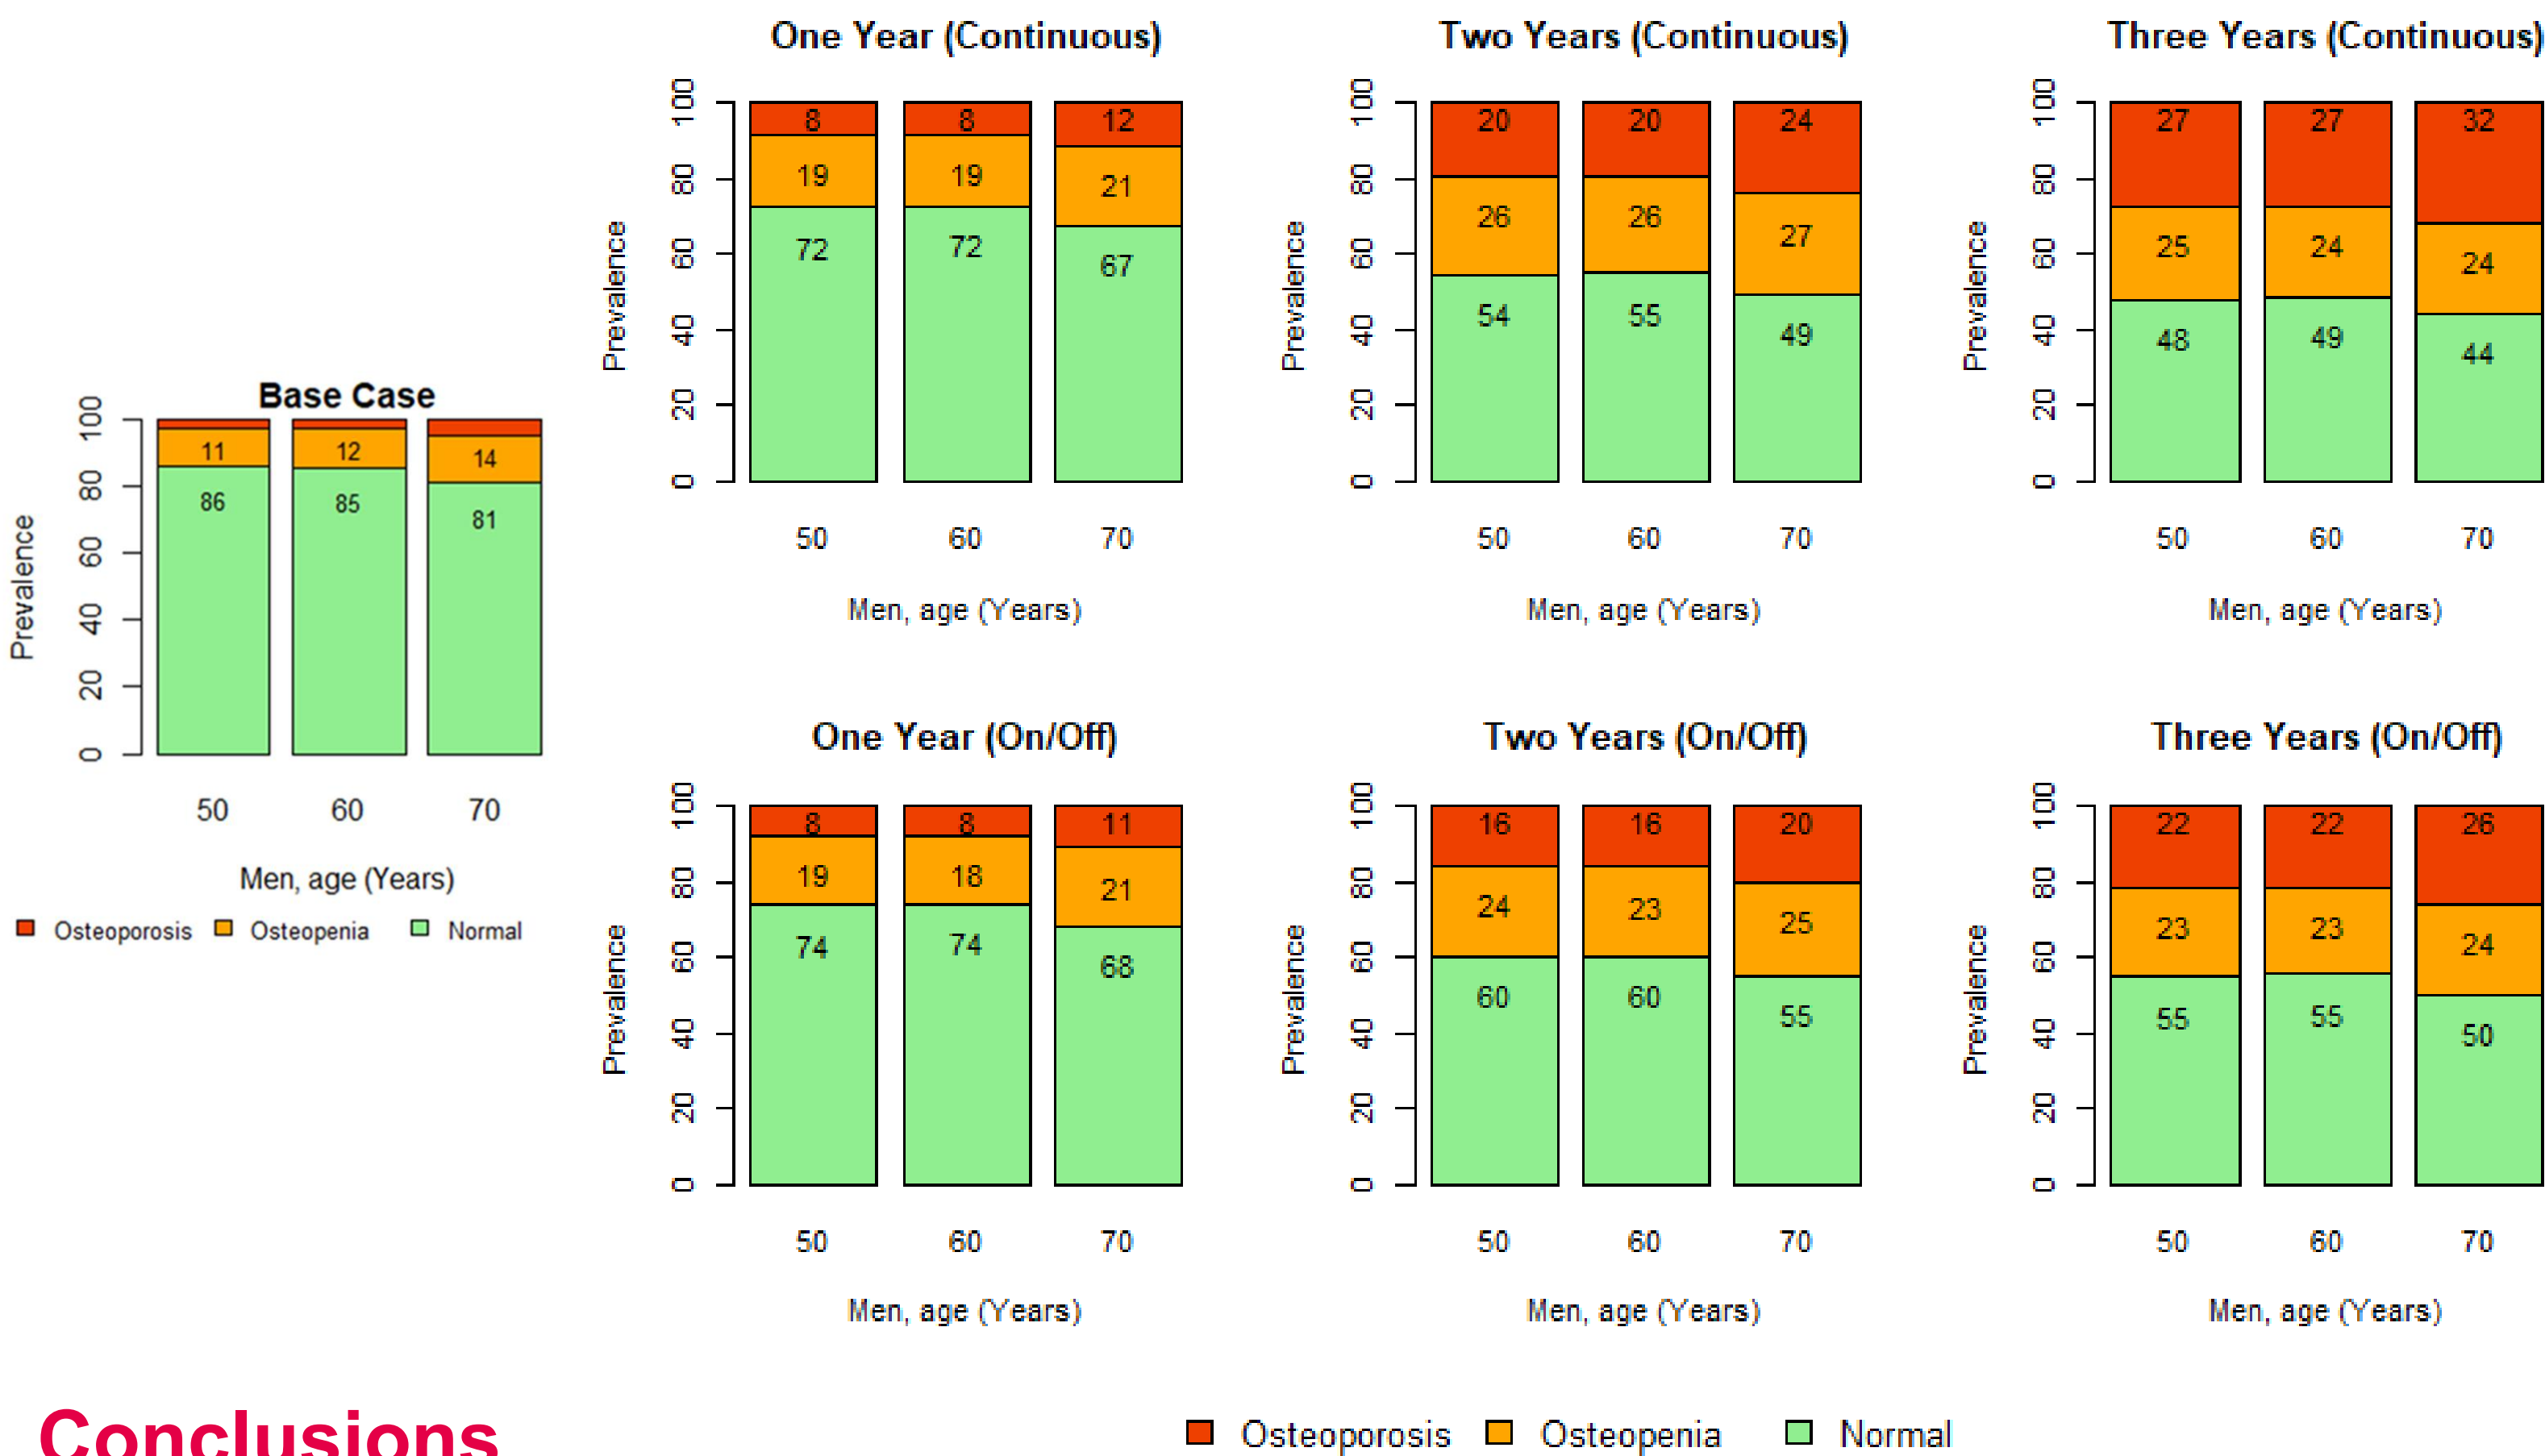 One Year (Continuous)
Prevalence
0 20 40 60 80 100
8 8 12
19 19 21
72 72 67
50 60 70
Men, age (Years)
Two Years (Continuous)
Prevalence
0 20 40 60 80 100
20 20 24
26 26 27
54 55 49
50 60 70
Men, age (Years)
Three Years (Continuous)
Prevalence
0 20 40 60 80 100
27 27 32
25 24 24
48 49 44
50 60 70
Men, age (Years)
Base Case
Prevalence
0 20 40 60 80 100
11 12 14
86 85 81
50 60 70
Men, age (Years)
Osteoporosis Osteopenia Normal
One Year (On/Off)
Prevalence
0 20 40 60 80 100
8 8 11
19 18 21
74 74 68
50 60 70
Men, age (Years)
Two Years (On/Off)
Prevalence
0 20 40 60 80 100
16 16 20
24 23 25
60 60 55
50 60 70
Men, age (Years)
Three Years (On/Off)
Prevalence
0 20 40 60 80 100
22 22 26
23 23 24
55 55 50
50 60 70
Men, age (Years)
Osteoporosis Osteopenia Normal
Conclusions